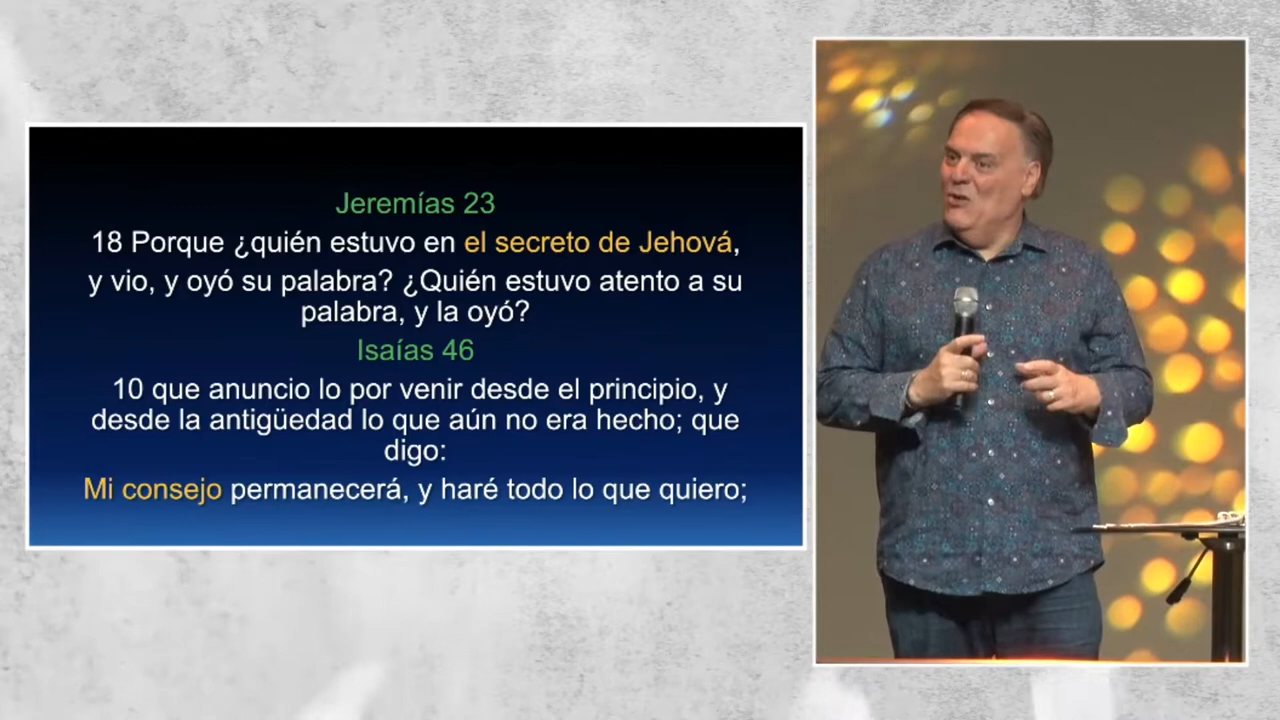 Jeremías 23
18 Porque ¿quién estuvo en el secreto de Jehová,
y vio, y oyó su palabra? ¿Quién estuvo atento a su
palabra, y la oyó?
Isaías 46
10 que anuncio lo por venir desde el principio, y
desde la antigüedad lo que aún no era hecho; que
digo:
Mi consejo permanecerá, y haré todo lo que quiero;